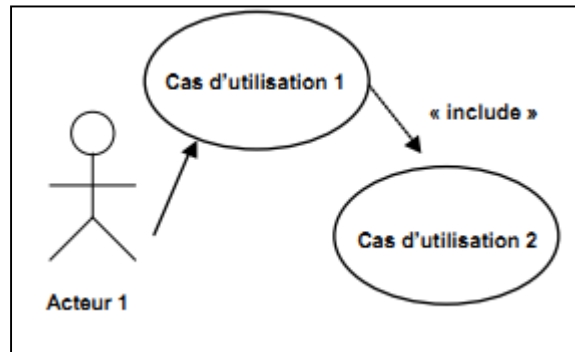 Cas d'utilisation 1
« include »
Cas d'utilisation 2
Acteur 1